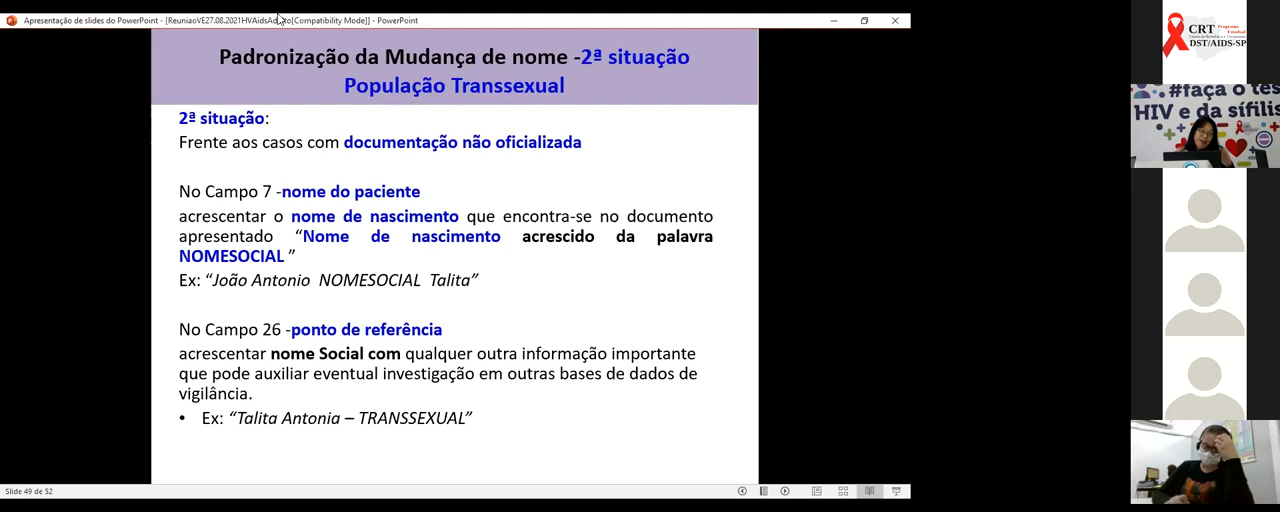 Apresentação de slides do PowerPoint - [ReuniaoVE27.08.2021HVAidsAdulto[Compatibility Mode]] - PowerPoint
Padronização da Mudança de nome -2ª situação
População Transsexual
2ª situação:
Frente aos casos com documentação não oficializada
No Campo 7 -nome do paciente
acrescentar o nome de nascimento que encontra-se no documento
apresentado “Nome de nascimento acrescido da palavra
NOMESOCIAL ”
Ex: “João Antonio NOMESOCIAL Talita”
No Campo 26 -ponto de referência
acrescentar nome Social com qualquer outra informação importante
que pode auxiliar eventual investigação em outras bases de dados de
vigilância.
• Ex: “Talita Antonia – TRANSSEXUAL”
Slide 49 de 52
CRT
Programa
Estadual
DST/AIDS-SP
#faça o tes
HIV e da sífilis